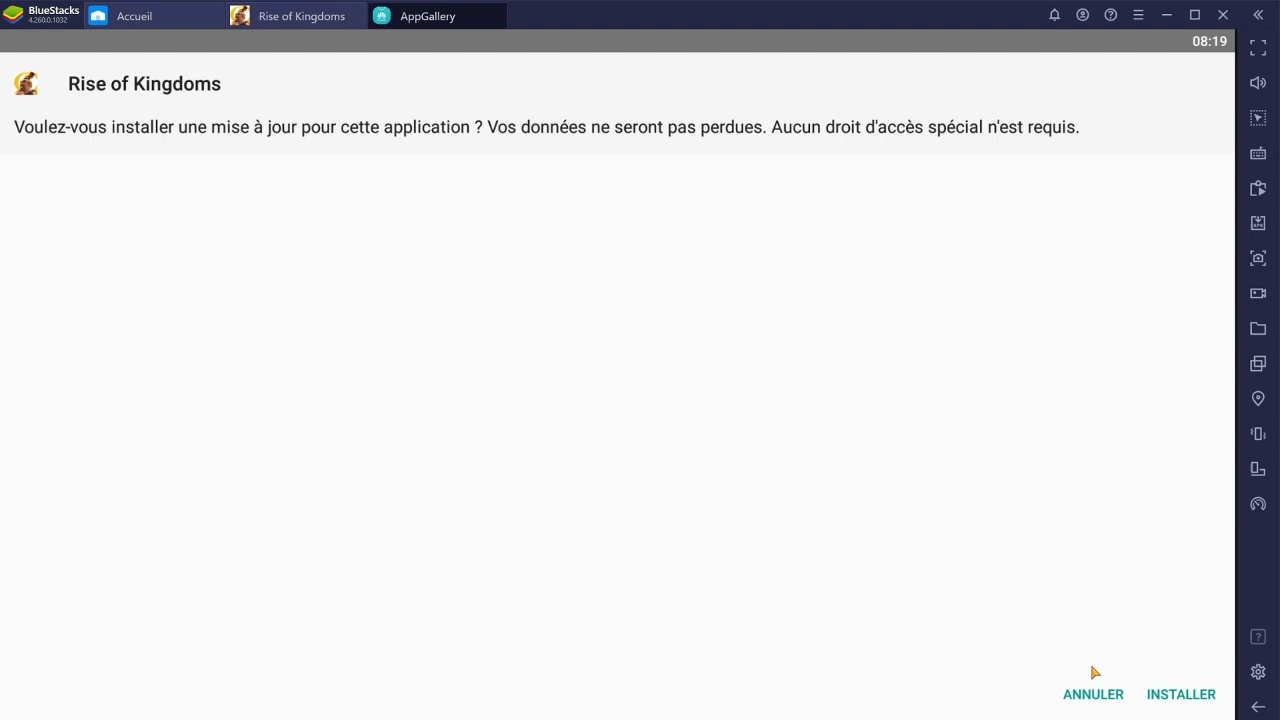 BlueStacks
4.260.0.1032
Accueil
Rise of Kingdoms
AppGallery
08:19
Rise of Kingdoms
Voulez-vous installer une mise à jour pour cette application ? Vos données ne seront pas perdues. Aucun droit d'accès spécial n'est requis.
ANNULER
INSTALLER